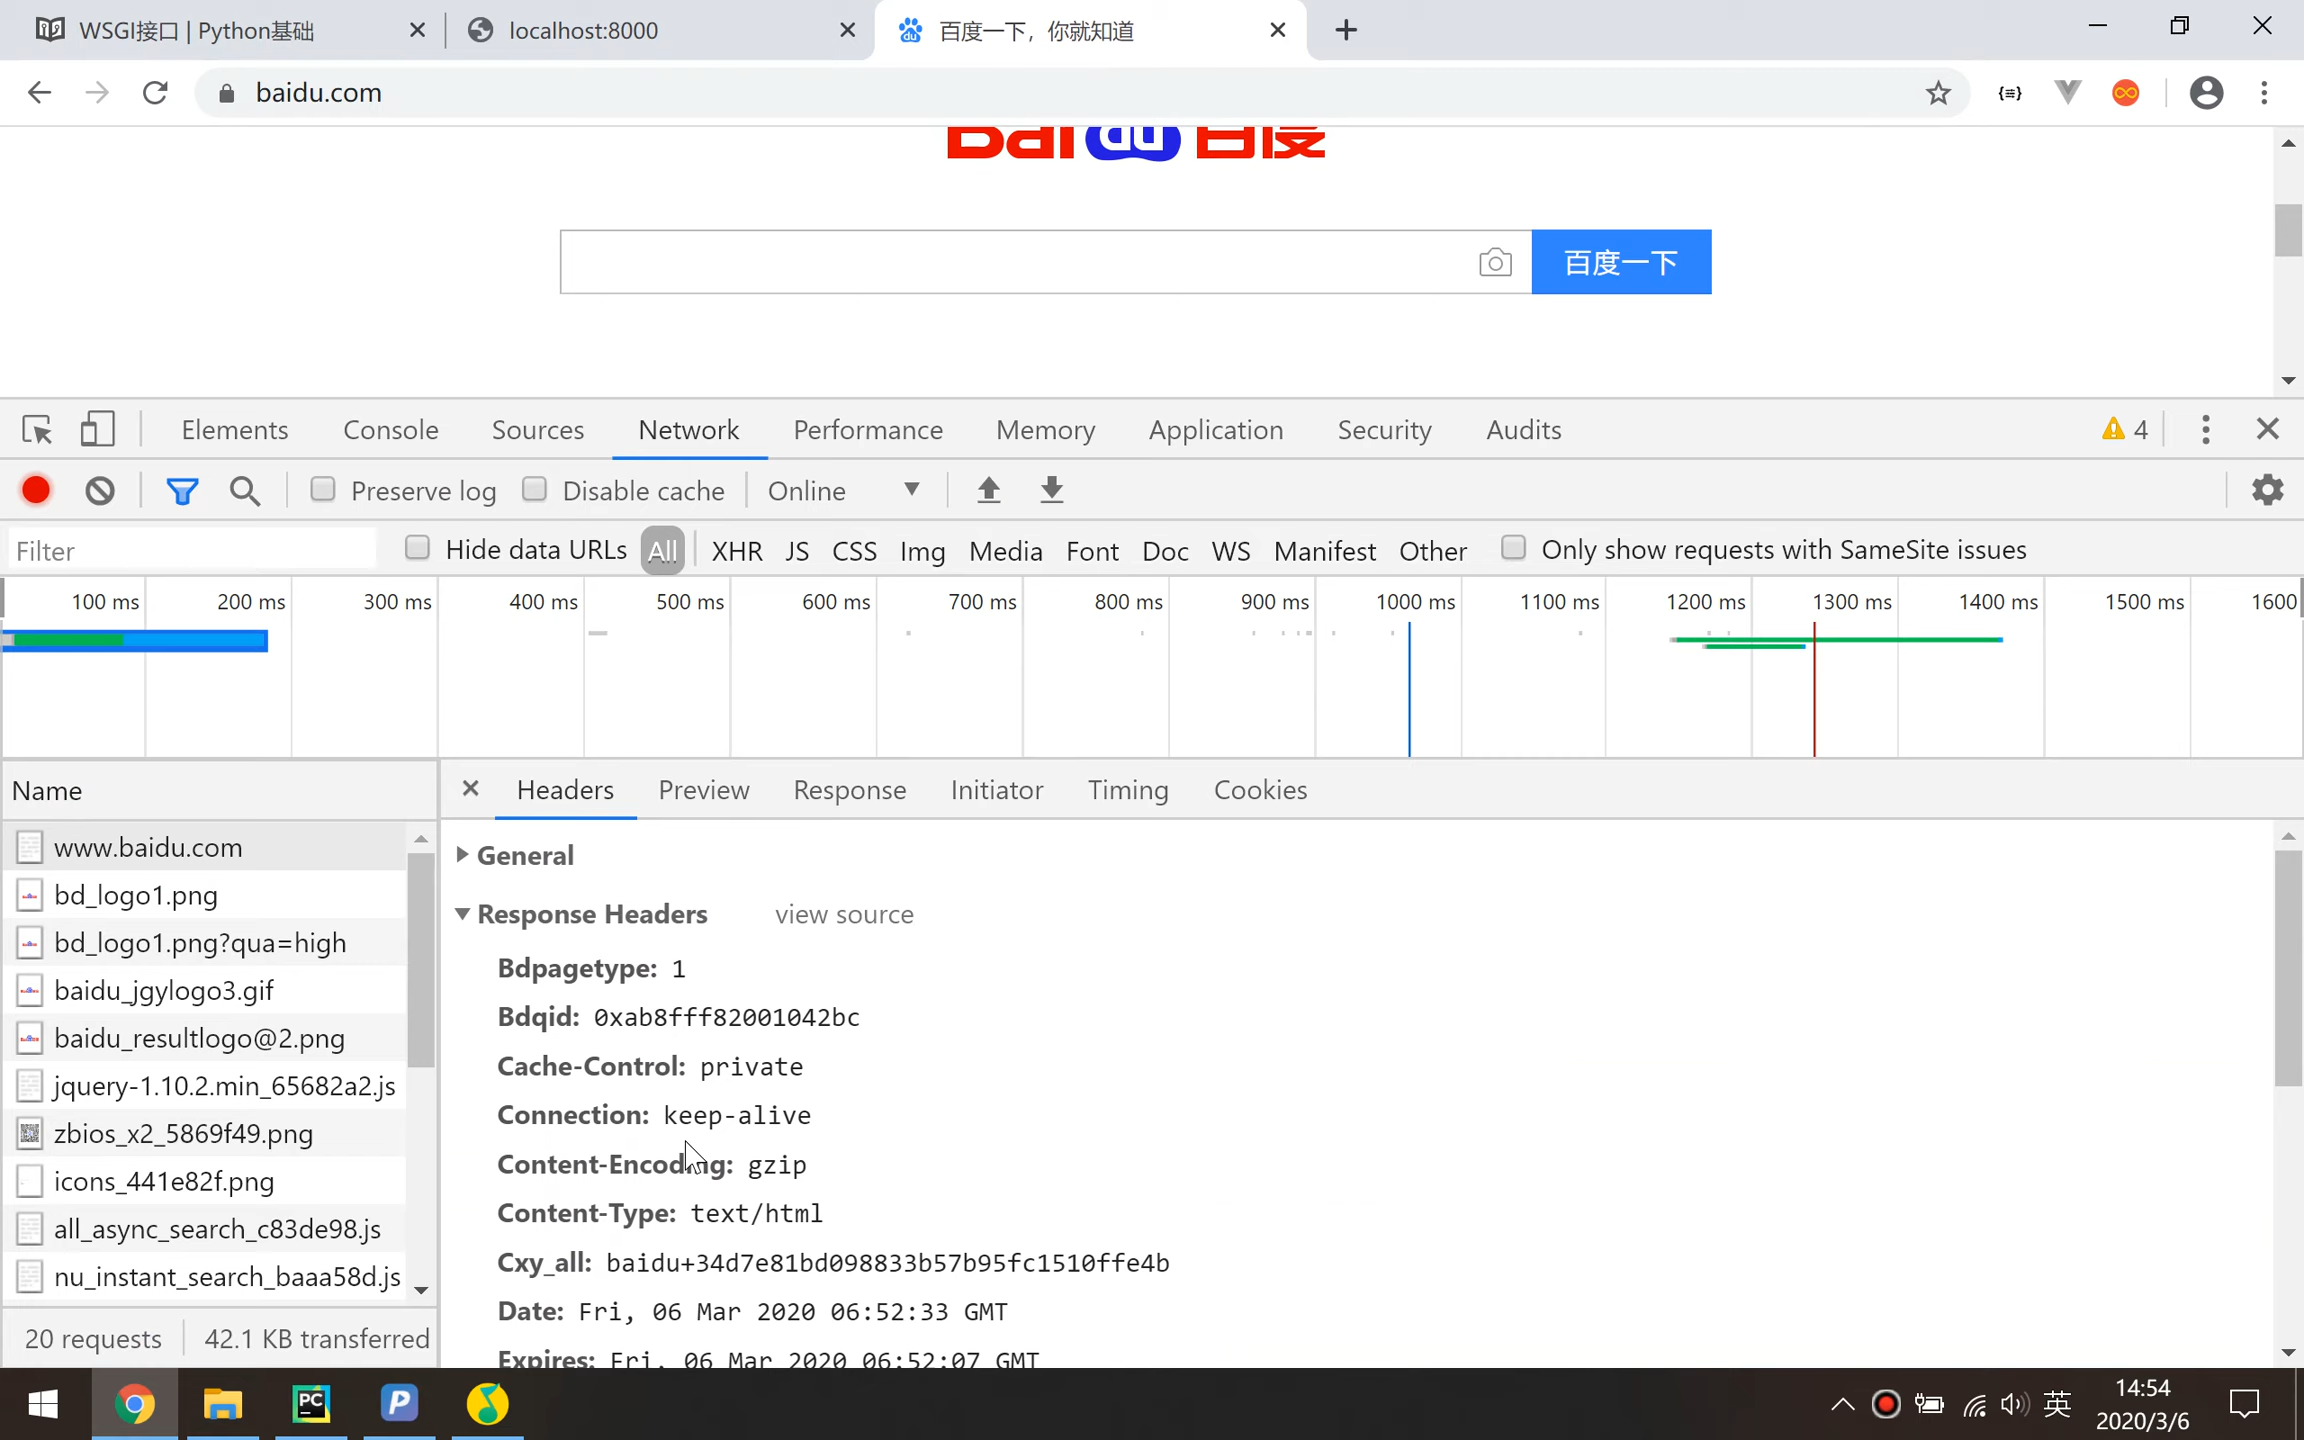 WSGI接口 | Python基础
localhost:8000
百度一下，你就知道
baidu.com
Bai du 百度
百度一下
Elements Console Sources Network Performance Memory Application Security Audits 4
Preserve log Disable cache Online
Filter Hide data URLs All XHR JS CSS Img Media Font Doc WS Manifest Other Only show requests with SameSite issues
100 ms 200 ms 300 ms 400 ms 500 ms 600 ms 700 ms 800 ms 900 ms 1000 ms 1100 ms 1200 ms 1300 ms 1400 ms 1500 ms 1600
Name
www.baidu.com
bd_logo1.png
bd_logo1.png?qua=high
baidu_jgylogo3.gif
baidu_resultlogo@2.png
jquery-1.10.2.min_65682a2.js
zbios_x2_5869f49.png
icons_441e82f.png
all_async_search_c83de98.js
nu_instant_search_baaa58d.js
20 requests 42.1 KB transferred
Headers Preview Response Initiator Timing Cookies
General
Response Headers view source
Bdpagetype: 1
Bdqid: 0xab8fff82001042bc
Cache-Control: private
Connection: keep-alive
Content-Encoding: gzip
Content-Type: text/html
Cxy_all: baidu+34d7e81bd098833b57b95fc1510ffe4b
Date: Fri, 06 Mar 2020 06:52:33 GMT
Expires: Fri, 06 Mar 2020 06:52:07 GMT
PC
P
英
14:54
2020/3/6